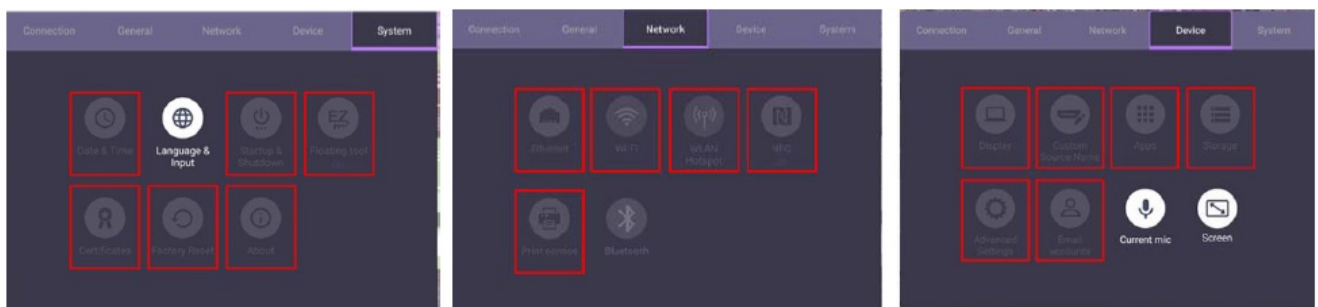 Connection General Network Device System
Date & Time
Language &
Input
Startup &
Shutdown
Floating tool
Certificates
Factory Reset
About
Connection General Network Device System
Ethernet
Wi-Fi
WLAN
Hotspot
NFC
Print service
Bluetooth
Connection General Network Device System
Display
Custom
Source Name
Apps
Storage
Advanced
Settings
Email
accounts
Current mic
Screen